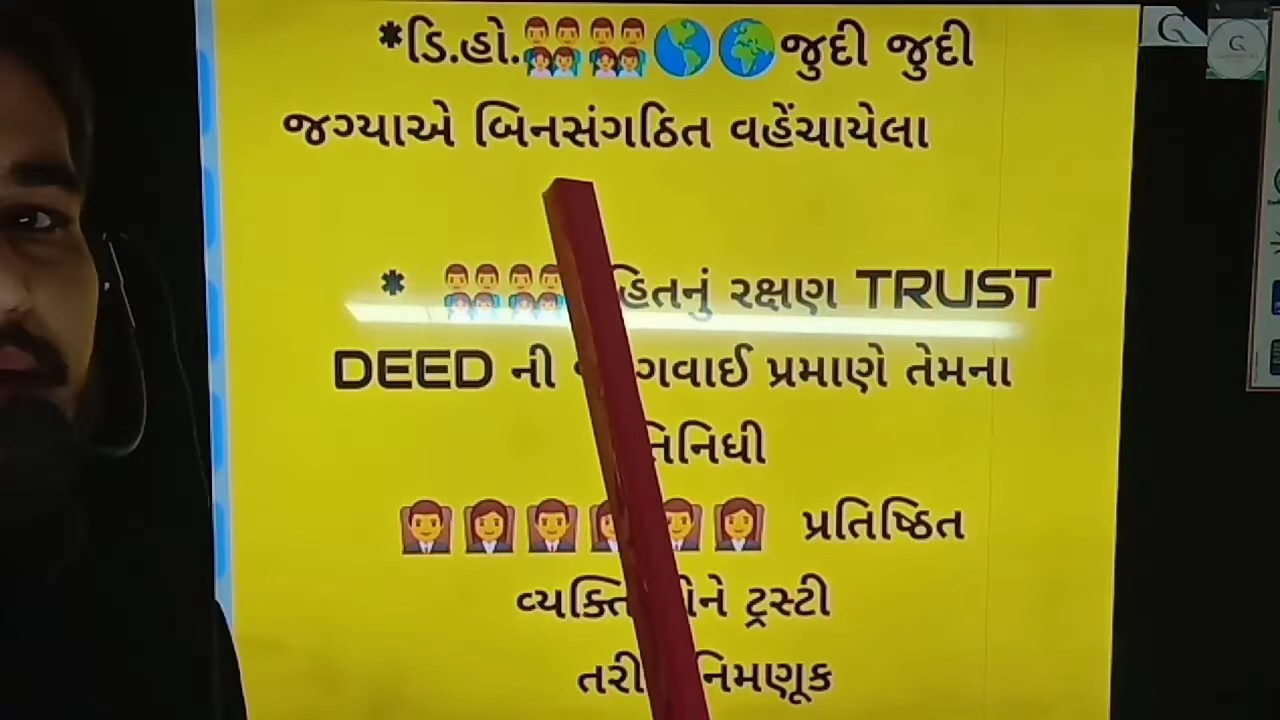 *ડિ.હો. જુદી જુદી
જગ્યાએ બિનસંગઠિત વહેંચાયેલા
* હિતનું રક્ષણ TRUST
DEED ની પ્રમાણે તેમના
પ્રતિષ્ઠિત
ટ્રસ્ટી
નિમણૂક